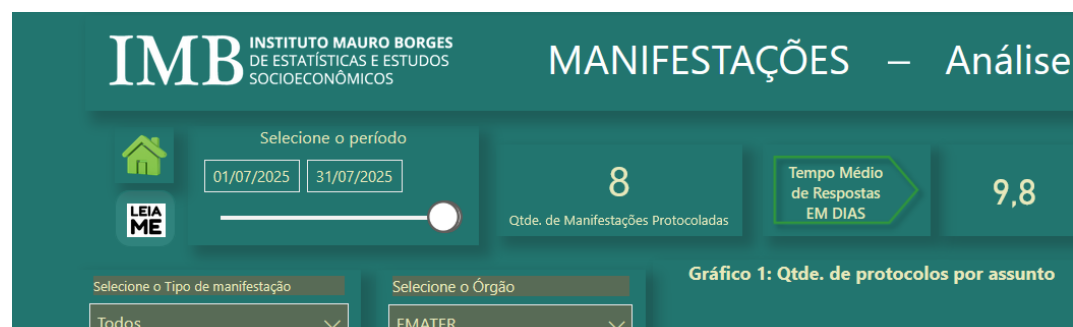 IMB INSTITUTO MAURO BORGES
DE ESTATÍSTICAS E ESTUDOS
SOCIOECONÔMICOS
MANIFESTAÇÕES – Análise
Selecione o período
01/07/2025 31/07/2025
LEIA
ME
8
Qtde. de Manifestações Protocoladas
Tempo Médio
de Respostas
EM DIAS
9,8
Selecione o Tipo de manifestação
Todos
Selecione o Órgão
EMATER
Gráfico 1: Qtde. de protocolos por assunto